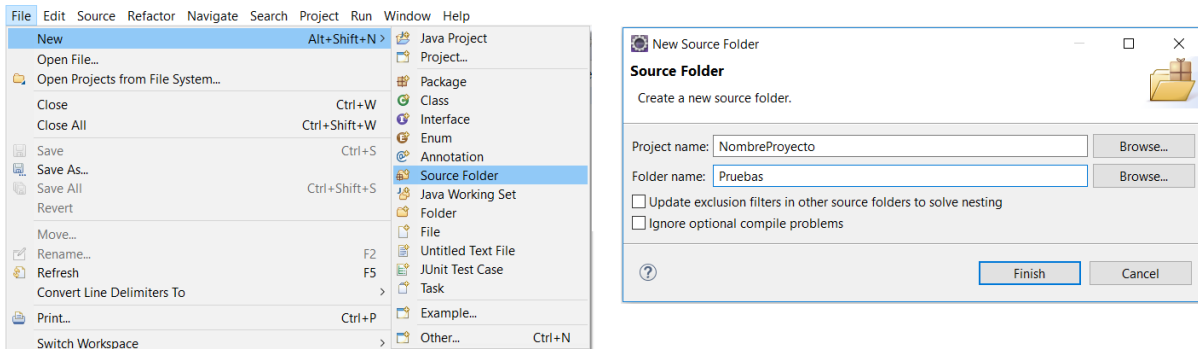 File Edit Source Refactor Navigate Search Project Run Window Help
New Alt+Shift+N >
Open File...
Open Projects from File System...
Close Ctrl+W
Close All Ctrl+Shift+W
Save Ctrl+S
Save As...
Save All Ctrl+Shift+S
Revert
Move...
Rename... F2
Refresh F5
Convert Line Delimiters To >
Print... Ctrl+P
Switch Workspace >
Java Project
Project...
Package
Class
Interface
Enum
Annotation
Source Folder
Java Working Set
Folder
File
Untitled Text File
JUnit Test Case
Task
Example...
Other... Ctrl+N
New Source Folder
Source Folder
Create a new source folder.
Project name: NombreProyecto Browse...
Folder name: Pruebas Browse...
Update exclusion filters in other source folders to solve nesting
Ignore optional compile problems
Finish Cancel